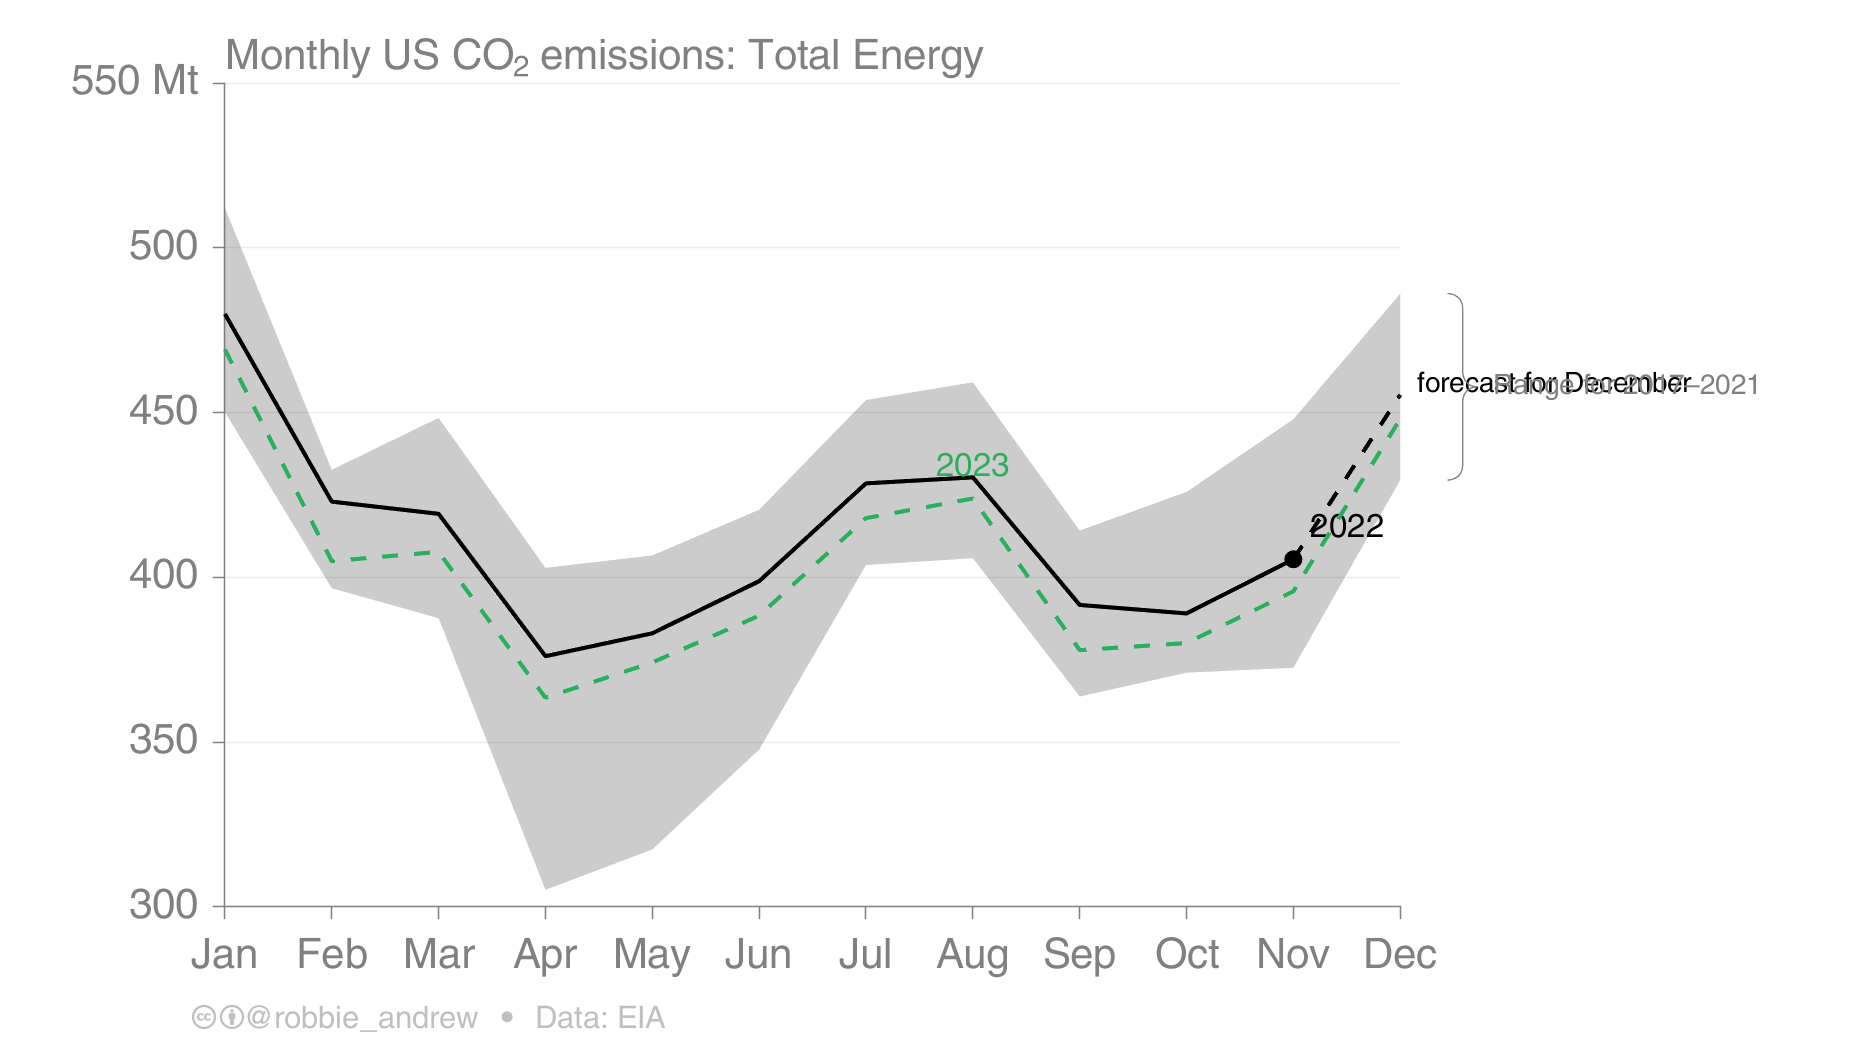 Monthly US CO₂ emissions: Total Energy
550 Mt
500
450
400
350
300
forecast for December
Range for 2017–2021
2023
2022
Jan Feb Mar Apr May Jun Jul Aug Sep Oct Nov Dec
@robbie_andrew • Data: EIA